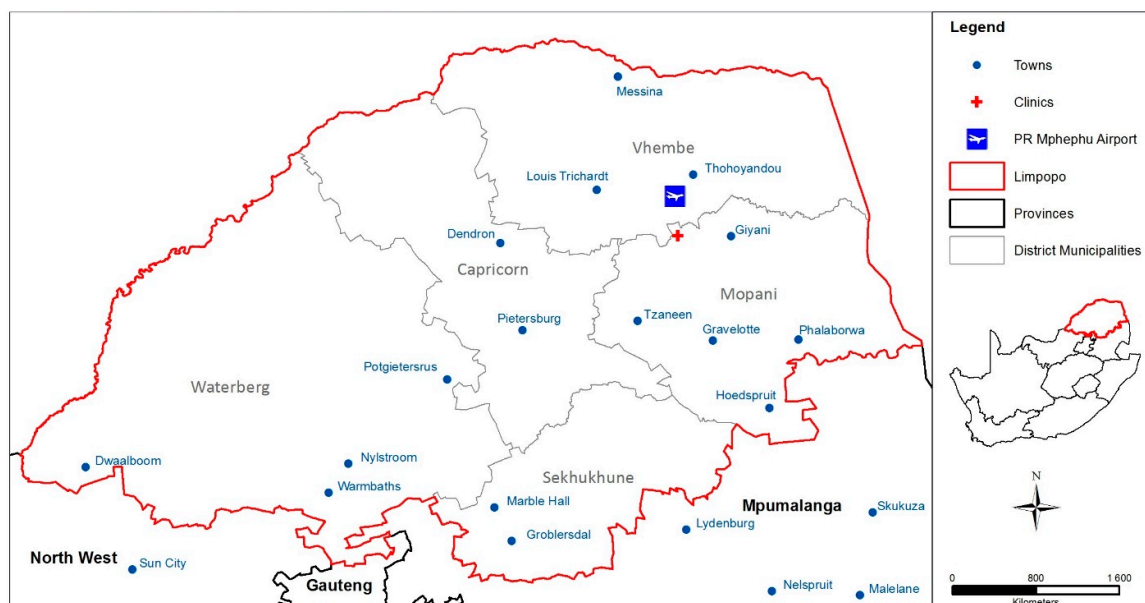 Messina
Vhembe
Louis Trichardt
Thohoyandou
Dendron
Giyani
Capricorn
Mopani
Pietersburg
Tzaneen
Gravelotte
Phalaborwa
Potgietersrus
Waterberg
Hoedspruit
Dwaalboom
Nylstroom
Sekhukhune
Warmbaths
Marble Hall
Mpumalanga
Skukuza
Groblersdal
Lydenburg
North West
Sun City
Gauteng
Nelspruit
Malelane
Legend
Towns
Clinics
PR Mphephu Airport
Limpopo
Provinces
District Municipalities
N
0 800 1 600
Kilometers